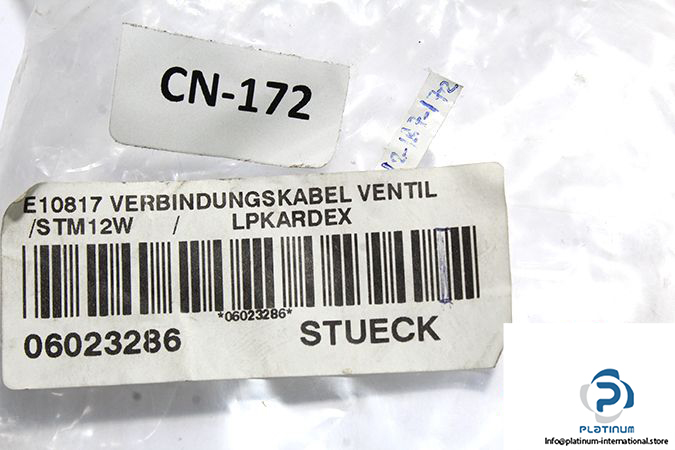 CN-172
E10817 VERBINDUNGSKABEL VENTIL
/STM12W / LPKARDEX
*06023286*
06023286 STUECK
PLATINUM
info@platinum-international.store